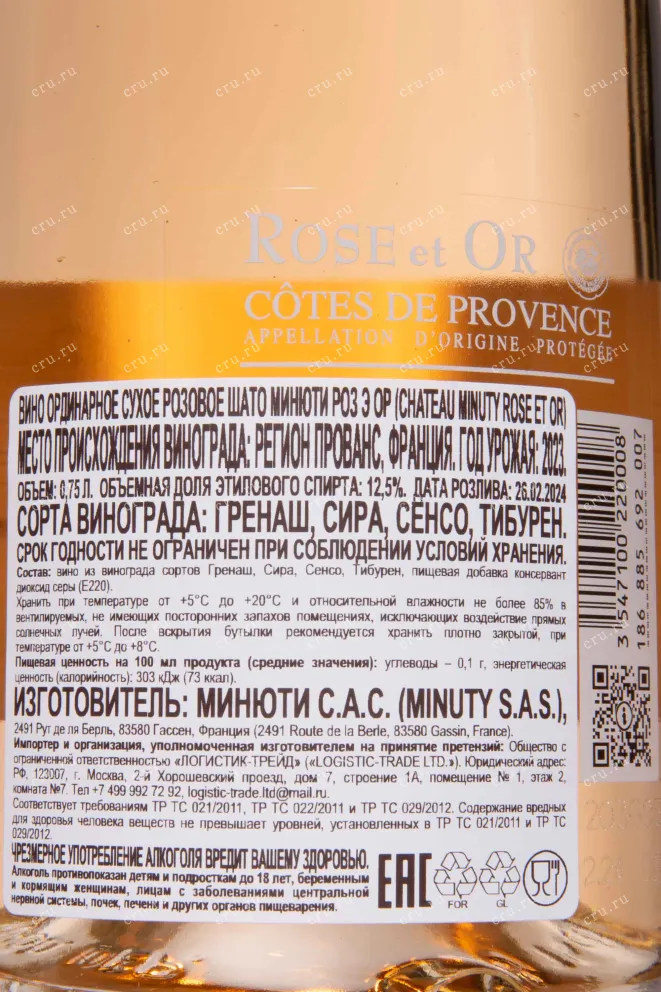 ROSE et OR
CÔTES DE PROVENCE
APPELLATION D'ORIGINE PROTÉGÉE
ВИНО ОРДИНАРНОЕ СУХОЕ РОЗОВОЕ ШАТО МИНЮТИ РОЗ Э ОР (CHATEAU MINUTY ROSE ET OR)
МЕСТО ПРОИСХОЖДЕНИЯ ВИНОГРАДА: РЕГИОН ПРОВАНС, ФРАНЦИЯ. ГОД УРОЖАЯ: 2023.
ОБЪЕМ: 0,75 Л. ОБЪЕМНАЯ ДОЛЯ ЭТИЛОВОГО СПИРТА: 12,5%. ДАТА РОЗЛИВА: 26.02.2024
СОРТА ВИНОГРАДА: ГРЕНАШ, СИРА, СЕНСО, ТИБУРЕН.
СРОК ГОДНОСТИ НЕ ОГРАНИЧЕН ПРИ СОБЛЮДЕНИИ УСЛОВИЙ ХРАНЕНИЯ.
Состав: вино из винограда сортов Гренаш, Сира, Сенсо, Тибурен, пищевая добавка консервант
диоксид серы (Е220).
Хранить при температуре от +5°С до +20°С и относительной влажности не более 85% в
вентилируемых, не имеющих посторонних запахов помещениях, исключающих воздействие прямых
солнечных лучей. После вскрытия бутылки рекомендуется хранить плотно закрытой, при
температуре от +5°С до +8°С.
Пищевая ценность на 100 мл продукта (средние значения): углеводы – 0,1 г, энергетическая
ценность (калорийность): 303 кДж (73 ккал).
ИЗГОТОВИТЕЛЬ: МИНЮТИ С.А.С. (MINUTY S.A.S.),
2491 Рут де ля Берль, 83580 Гассен, Франция (2491 Route de la Berle, 83580 Gassin, France).
Импортер и организация, уполномоченная изготовителем на принятие претензий: Общество с
ограниченной ответственностью «ЛОГИСТИК-ТРЕЙД» («LOGISTIC-TRADE LTD.»). Юридический адрес:
РФ, 123007, г. Москва, 2-й Хорошевский проезд, дом 7, строение 1А, помещение № 1, этаж 2,
комната №7. Тел +7 499 992 72 92, logistic-trade.ltd@mail.ru.
Соответствует требованиям ТР ТС 021/2011, ТР ТС 022/2011 и ТР ТС 029/2012. Содержание вредных
для здоровья человека веществ не превышает уровней, установленных в ТР ТС 021/2011 и ТР ТС
029/2012.
ЧРЕЗМЕРНОЕ УПОТРЕБЛЕНИЕ АЛКОГОЛЯ ВРЕДИТ ВАШЕМУ ЗДОРОВЬЮ.
Алкоголь противопоказан детям и подросткам до 18 лет, беременным
и кормящим женщинам, лицам с заболеваниями центральной
нервной системы, почек, печени и других органов пищеварения.
EAC
FOR
GL
3 547100 220008
186 885 692 007
cru.ru